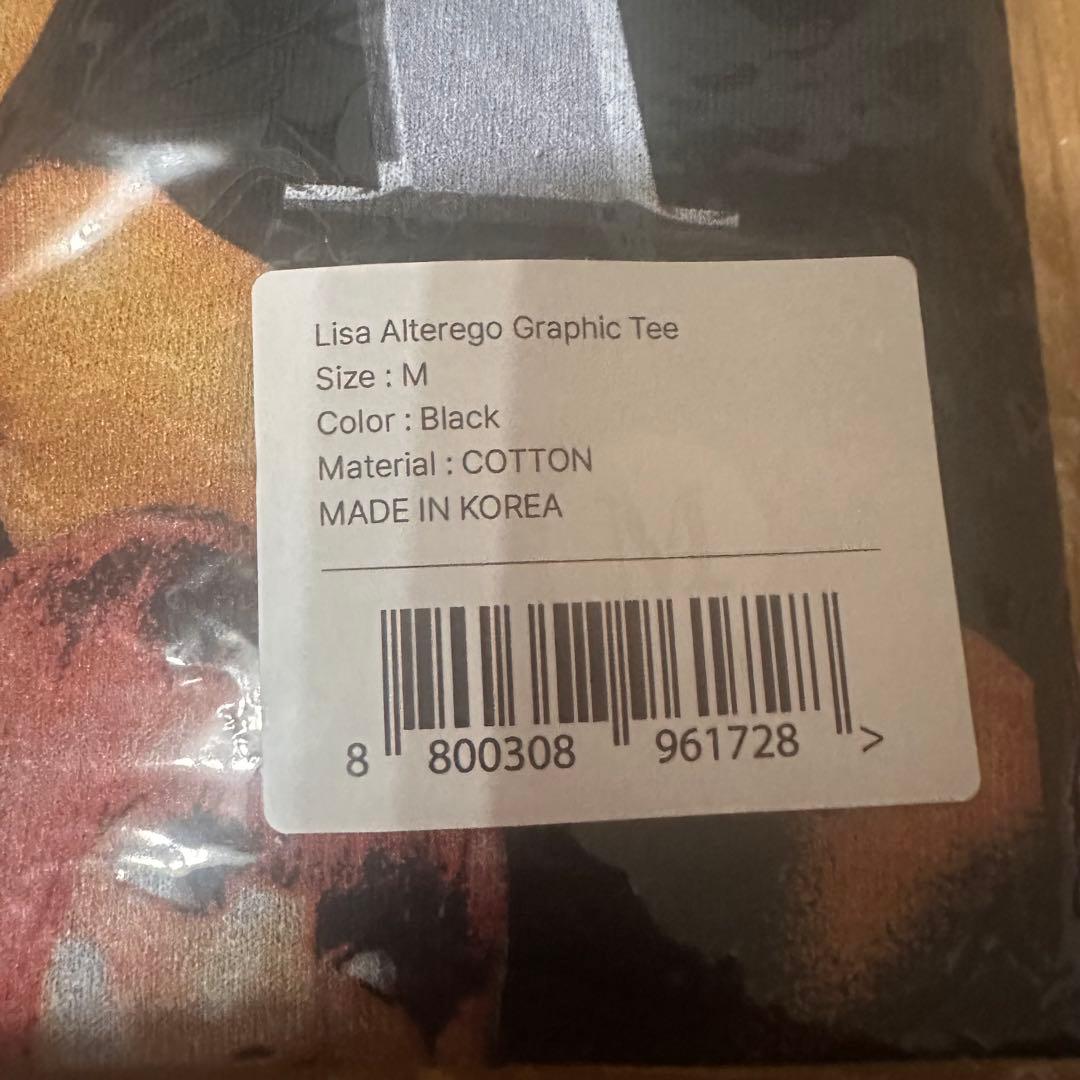 Lisa Alterego Graphic Tee
Size : M
Color : Black
Material : COTTON
MADE IN KOREA
8 800308 961728 >